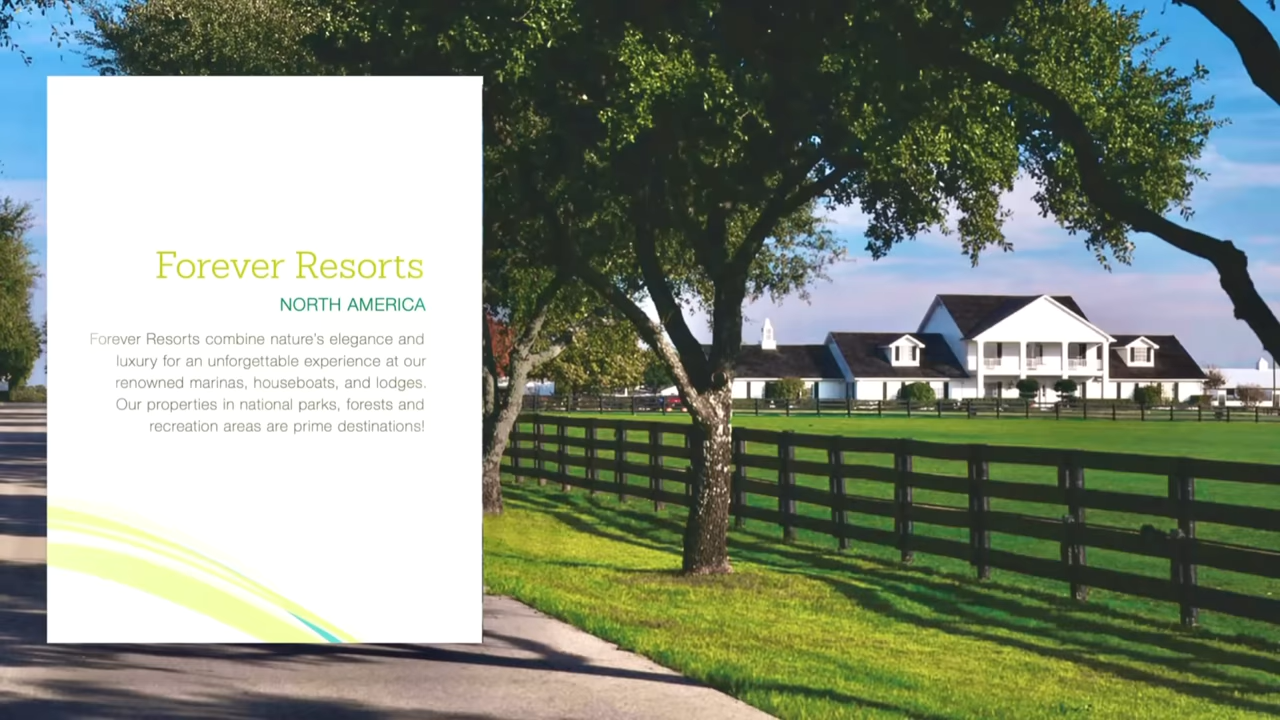 Forever Resorts
NORTH AMERICA
Forever Resorts combine nature's elegance and
luxury for an unforgettable experience at our
renowned marinas, houseboats, and lodges.
Our properties in national parks, forests and
recreation areas are prime destinations!